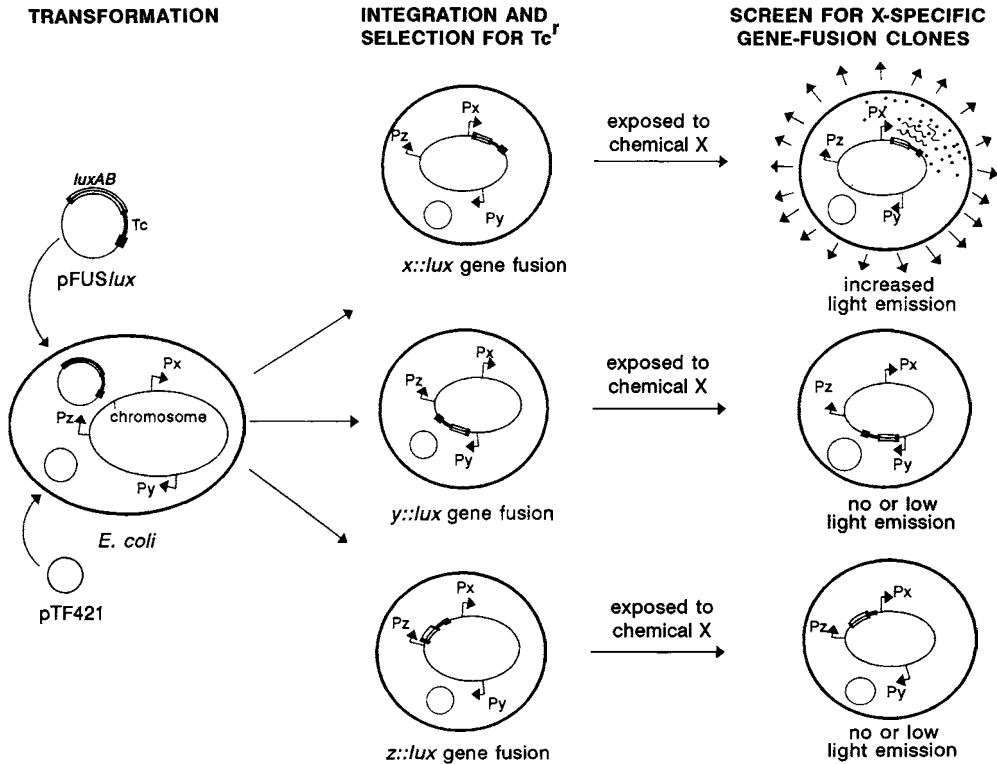 TRANSFORMATION
INTEGRATION AND
SELECTION FOR Tcr
SCREEN FOR X-SPECIFIC
GENE-FUSION CLONES
luxAB
Tc
pFUSlux
Px
Pz
chromosome
Py
E. coli
pTF421
Px
Pz
Py
x::lux gene fusion
exposed to
chemical X
Px
Pz
Py
increased
light emission
Px
Pz
Py
y::lux gene fusion
exposed to
chemical X
Px
Pz
Py
no or low
light emission
Px
Pz
Py
z::lux gene fusion
exposed to
chemical X
Px
Pz
Py
no or low
light emission